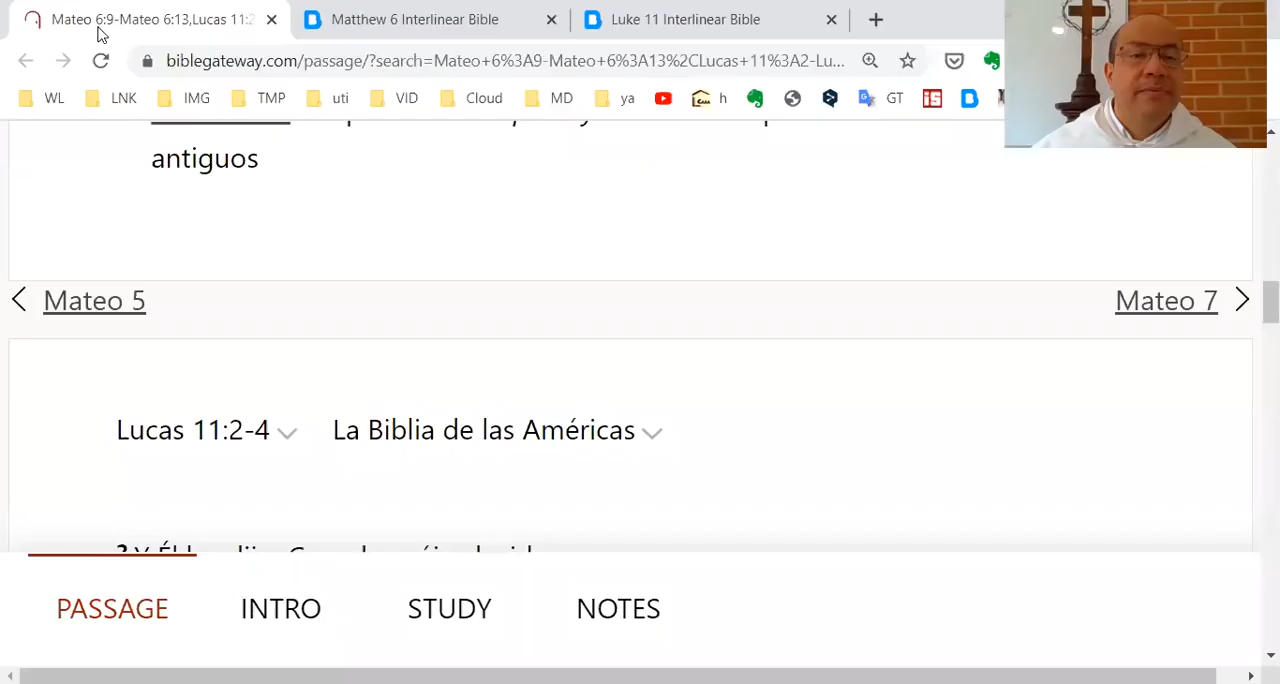 Mateo 6:9-Mateo 6:13,Lucas 11:2
Matthew 6 Interlinear Bible
Luke 11 Interlinear Bible
biblegateway.com/passage/?search=Mateo+6%3A9-Mateo+6%3A13%2CLucas+11%3A2-Lu...
WL LNK IMG TMP uti VID Cloud MD ya h GT
antiguos
Mateo 5
Mateo 7
Lucas 11:2-4 La Biblia de las Américas
PASSAGE INTRO STUDY NOTES